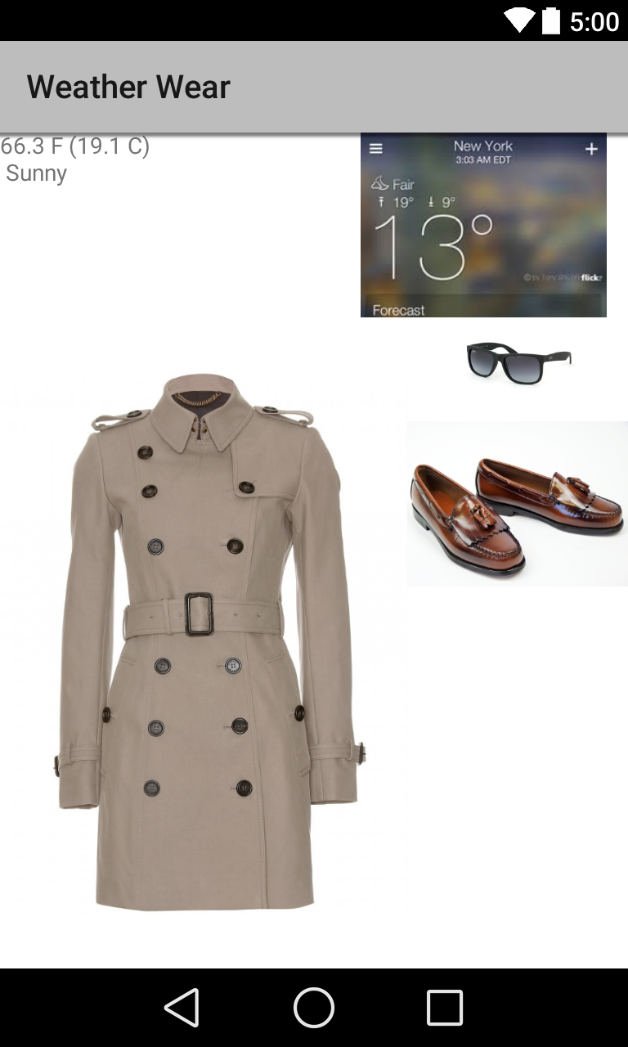 5:00
Weather Wear
66.3 F (19.1 C)
Sunny
New York
3:03 AM EDT
Fair
19° 9°
13°
flickr
Forecast